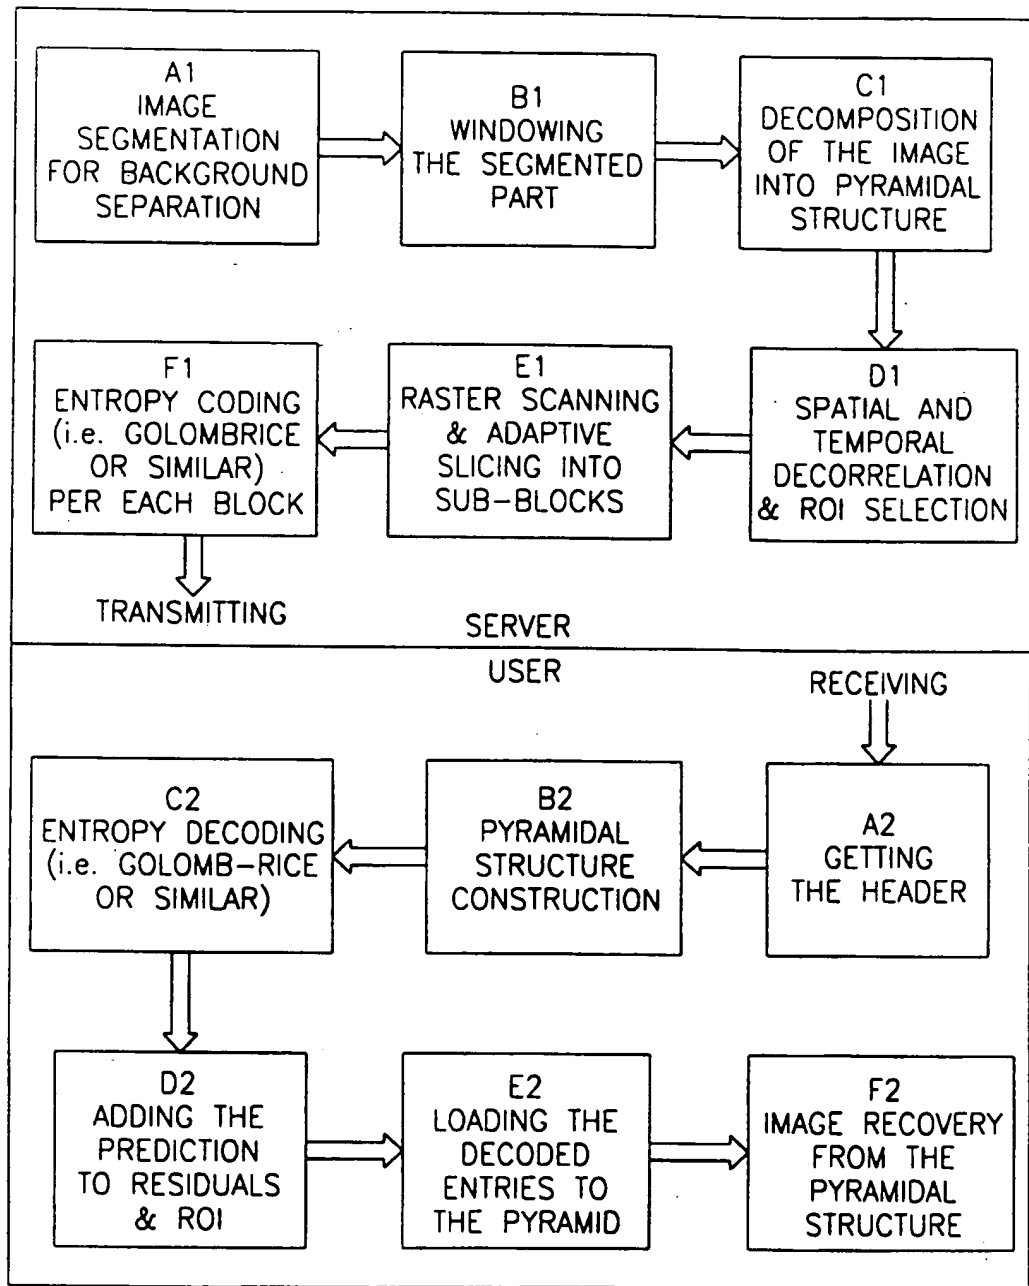 A1
IMAGE
SEGMENTATION
FOR BACKGROUND
SEPARATION
B1
WINDOWING
THE SEGMENTED
PART
C1
DECOMPOSITION
OF THE IMAGE
INTO PYRAMIDAL
STRUCTURE
D1
SPATIAL AND
TEMPORAL
DECORRELATION
& ROI SELECTION
E1
RASTER SCANNING
& ADAPTIVE
SLICING INTO
SUB-BLOCKS
F1
ENTROPY CODING
(i.e. GOLOMBRICE
OR SIMILAR)
PER EACH BLOCK
TRANSMITTING
SERVER
USER
RECEIVING
A2
GETTING
THE HEADER
B2
PYRAMIDAL
STRUCTURE
CONSTRUCTION
C2
ENTROPY DECODING
(i.e. GOLOMB-RICE
OR SIMILAR)
D2
ADDING THE
PREDICTION
TO RESIDUALS
& ROI
E2
LOADING THE
DECODED
ENTRIES TO
THE PYRAMID
F2
IMAGE RECOVERY
FROM THE
PYRAMIDAL
STRUCTURE